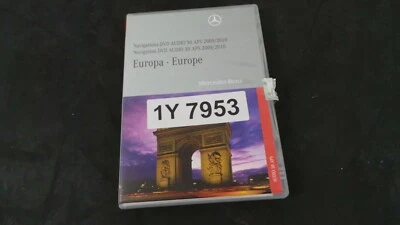 Navigations-DVD AUDIO 50 APS 2009/2010
Navigation DVD AUDIO 50 APS 2009/2010
Europa - Europe
Mercedes-Benz
1Y 7953